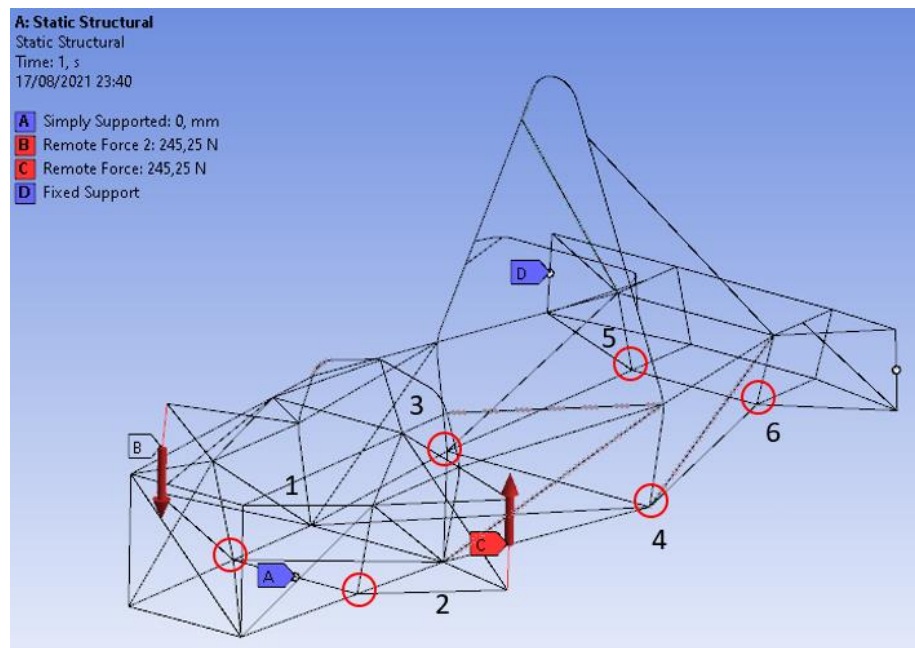 A: Static Structural
Static Structural
Time: 1, s
17/08/2021 23:40
A Simply Supported: 0, mm
B Remote Force 2: 245,25 N
C Remote Force: 245,25 N
D Fixed Support
D
5
3
6
B
1
4
C
A
2